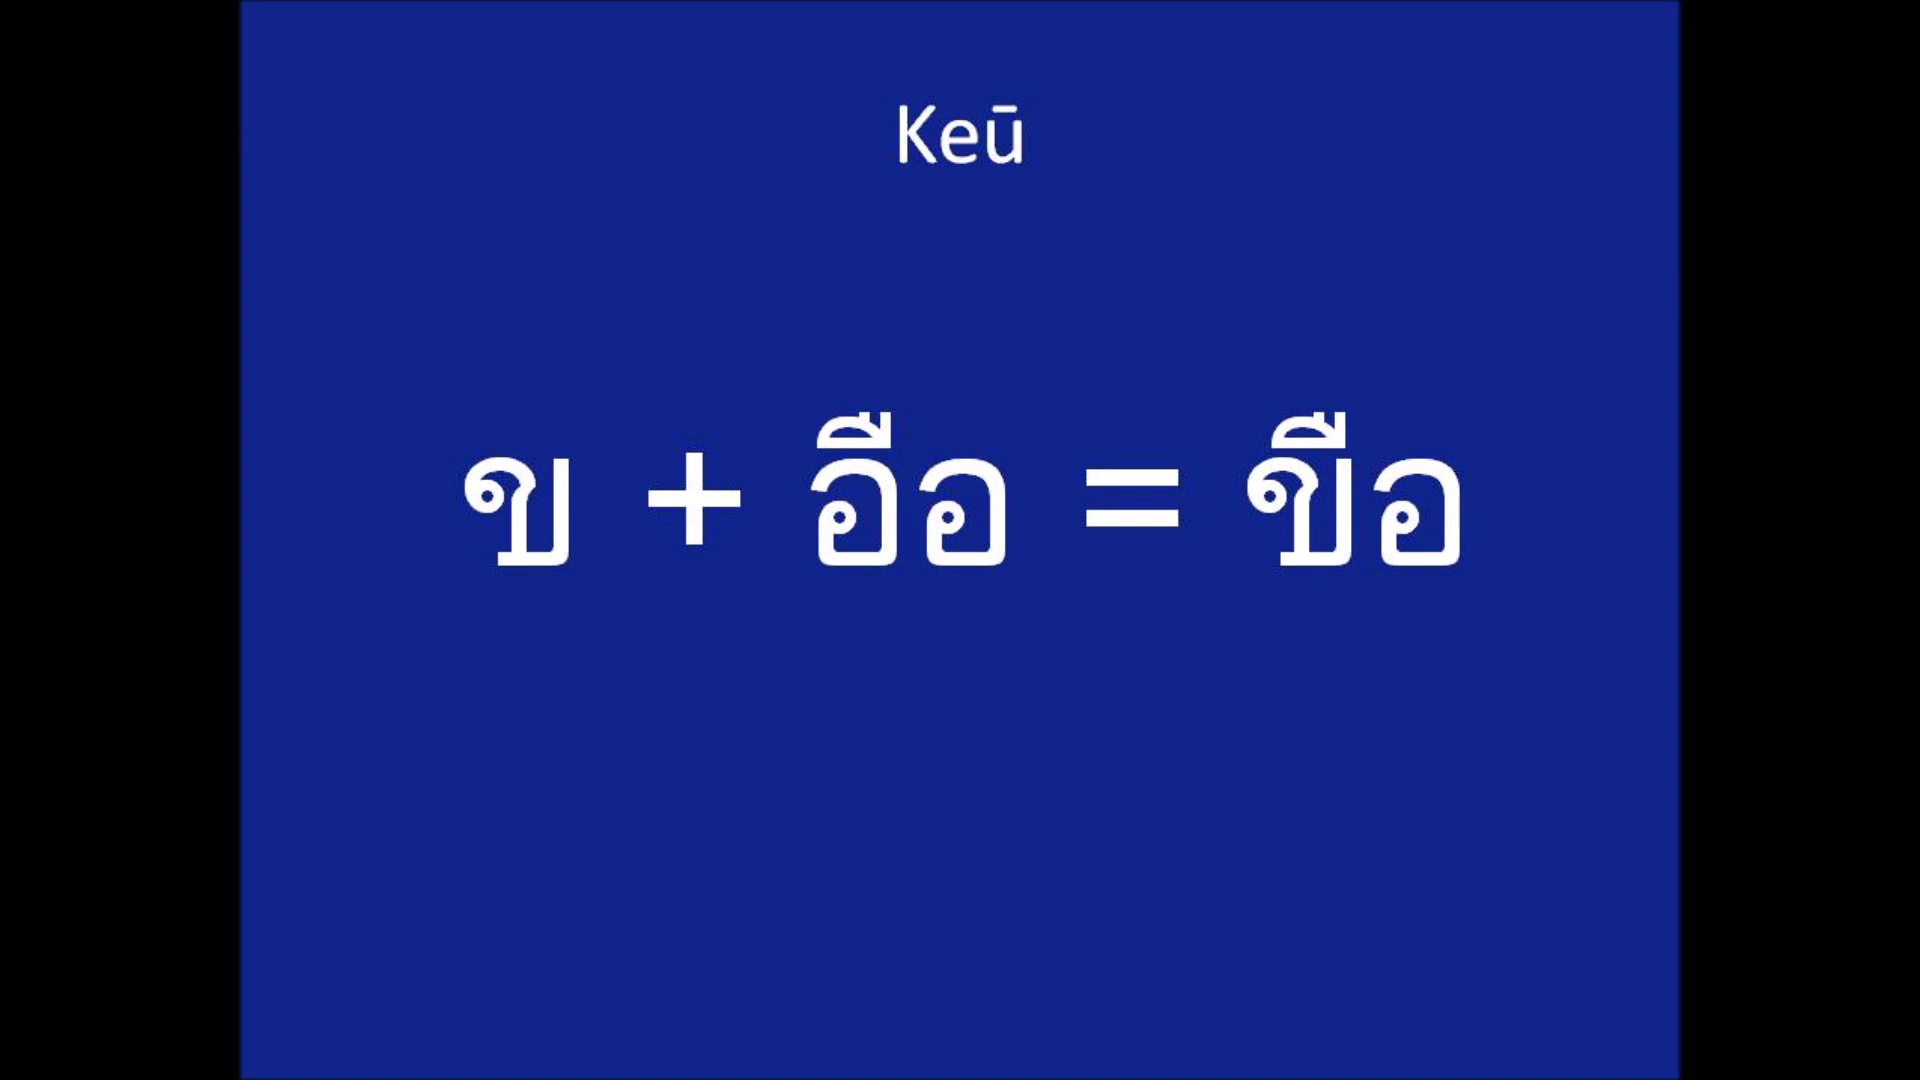 Keū
ข + อือ = ขือ